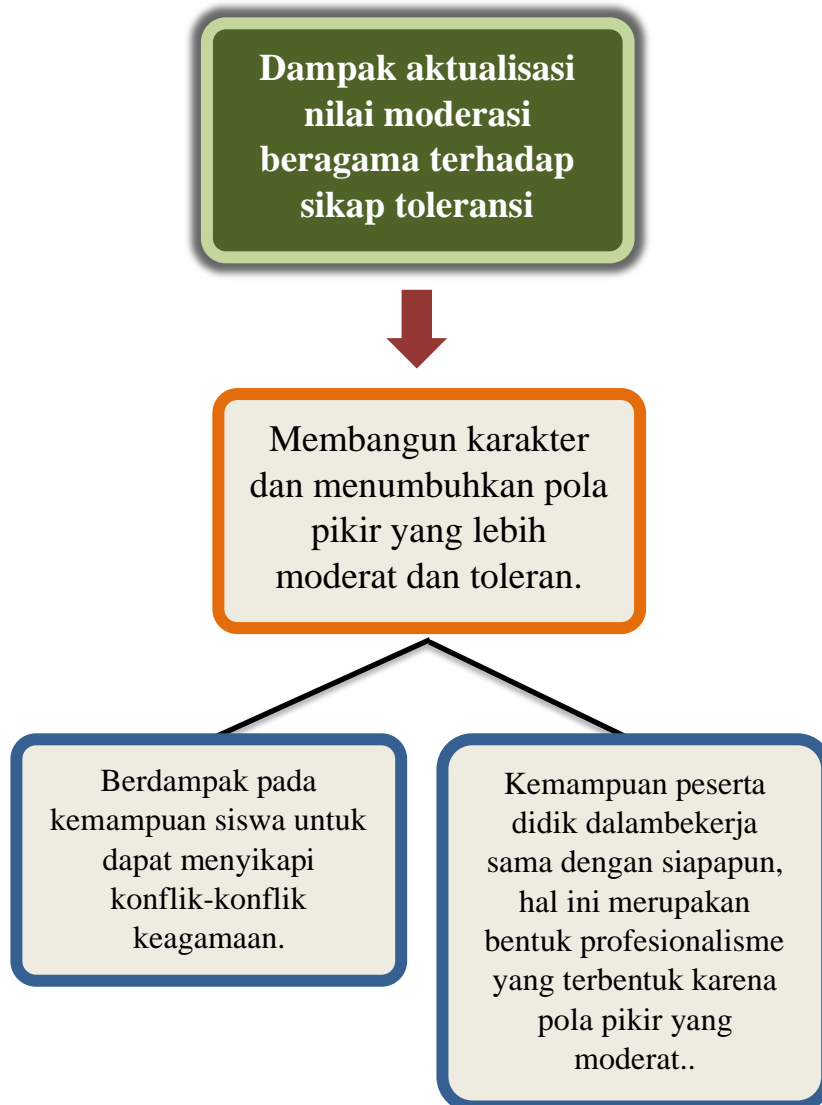 Dampak aktualisasi
nilai moderasi
beragama terhadap
sikap toleransi
Membangun karakter
dan menumbuhkan pola
pikir yang lebih
moderat dan toleran.
Berdampak pada
kemampuan siswa untuk
dapat menyikapi
konflik-konflik
keagamaan.
Kemampuan peserta
didik dalambekerja
sama dengan siapapun,
hal ini merupakan
bentuk profesionalisme
yang terbentuk karena
pola pikir yang
moderat..